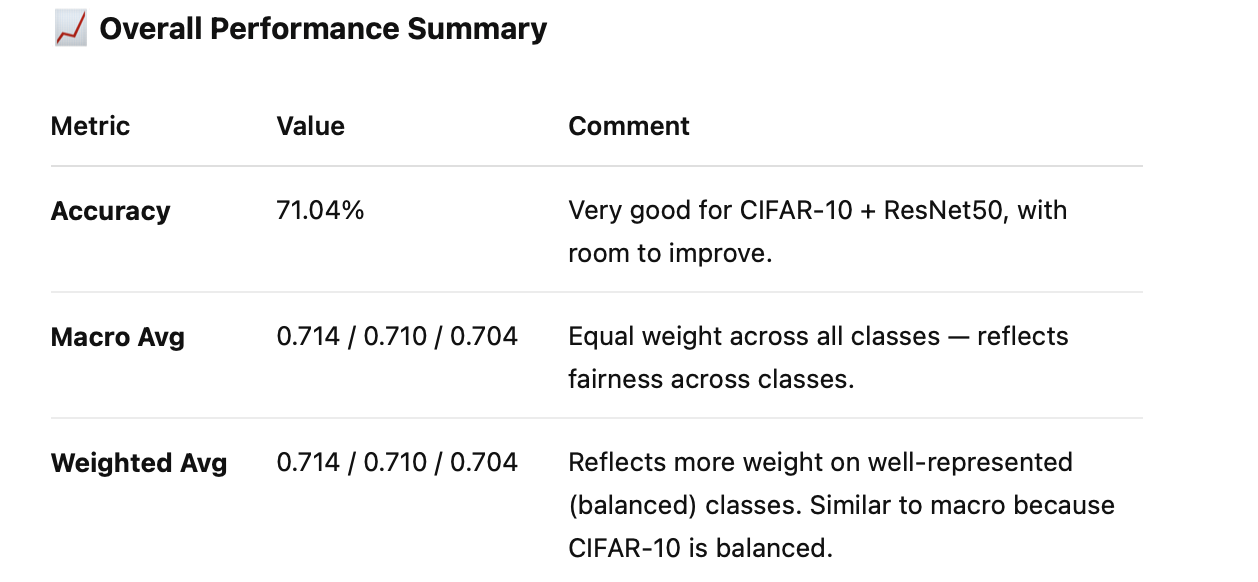 📈 Overall Performance Summary
Metric Value Comment
Accuracy 71.04% Very good for CIFAR-10 + ResNet50, with
room to improve.
Macro Avg 0.714 / 0.710 / 0.704 Equal weight across all classes — reflects
fairness across classes.
Weighted Avg 0.714 / 0.710 / 0.704 Reflects more weight on well-represented
(balanced) classes. Similar to macro because
CIFAR-10 is balanced.